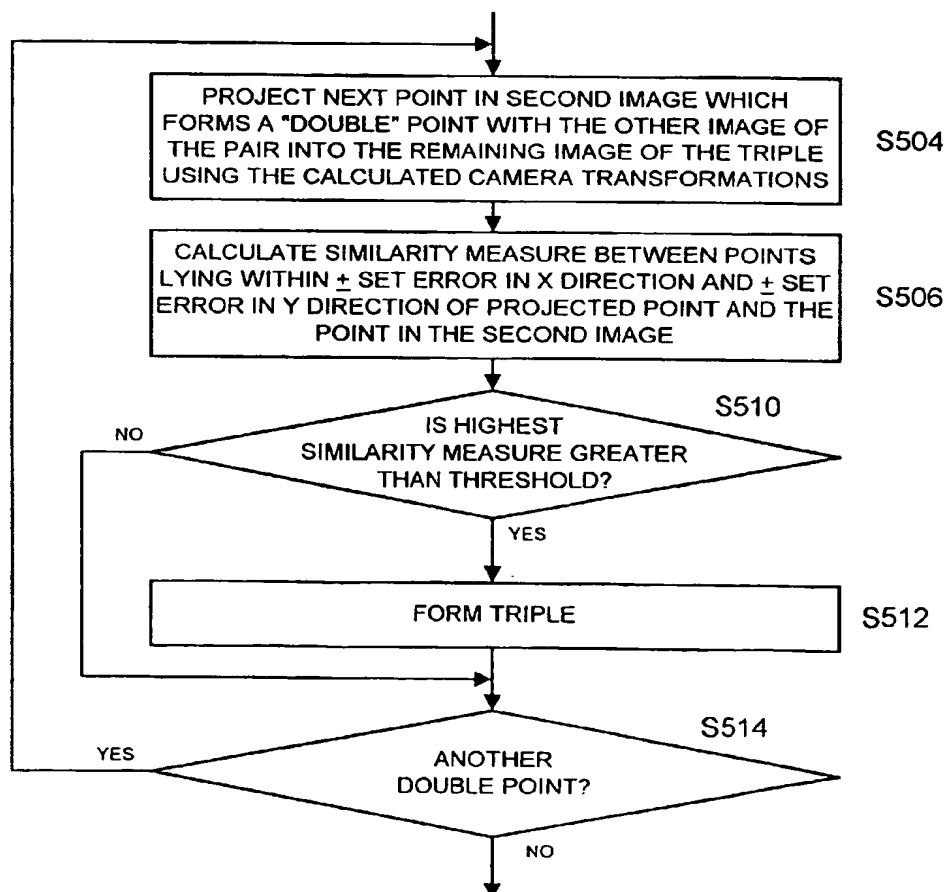 PROJECT NEXT POINT IN SECOND IMAGE WHICH
FORMS A "DOUBLE" POINT WITH THE OTHER IMAGE OF
THE PAIR INTO THE REMAINING IMAGE OF THE TRIPLE
USING THE CALCULATED CAMERA TRANSFORMATIONS
S504
CALCULATE SIMILARITY MEASURE BETWEEN POINTS
LYING WITHIN ± SET ERROR IN X DIRECTION AND ± SET
ERROR IN Y DIRECTION OF PROJECTED POINT AND THE
POINT IN THE SECOND IMAGE
S506
S510
NO
IS HIGHEST
SIMILARITY MEASURE GREATER
THAN THRESHOLD?
YES
FORM TRIPLE
S512
S514
YES
ANOTHER
DOUBLE POINT?
NO